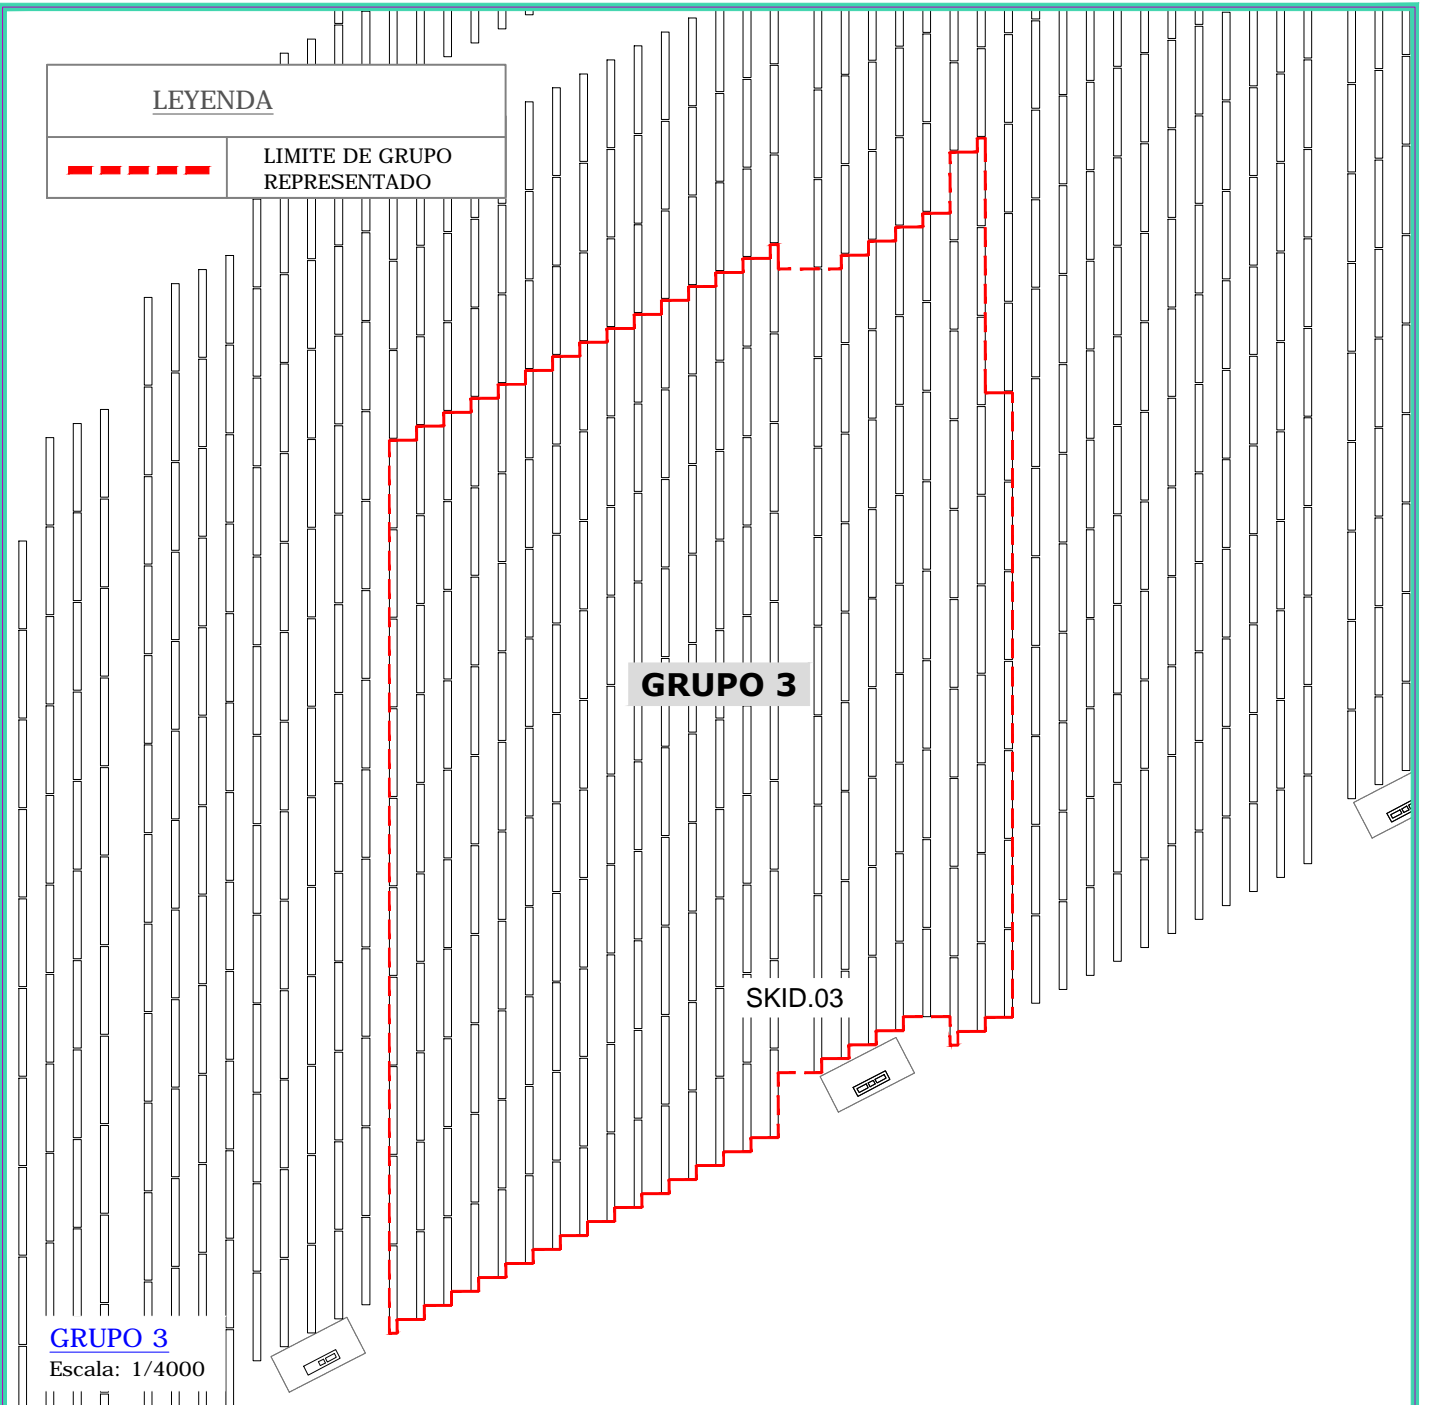 LEYENDA
LIMITE DE GRUPO
REPRESENTADO
GRUPO 3
SKID.03
GRUPO 3
Escala: 1/4000